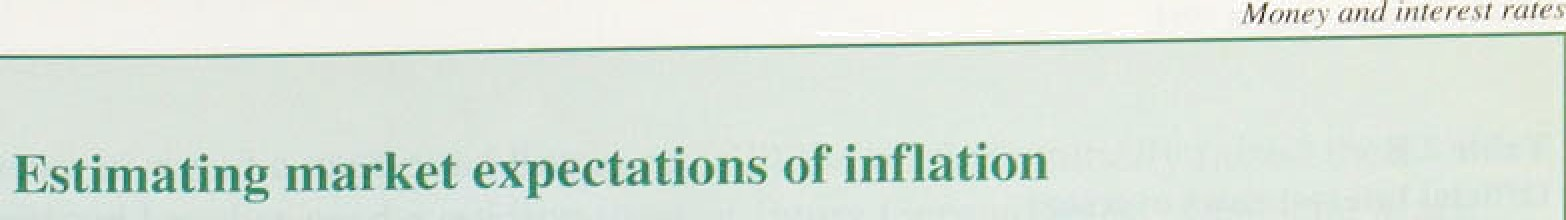 Money and interest rates
Estimating market expectations of inflation